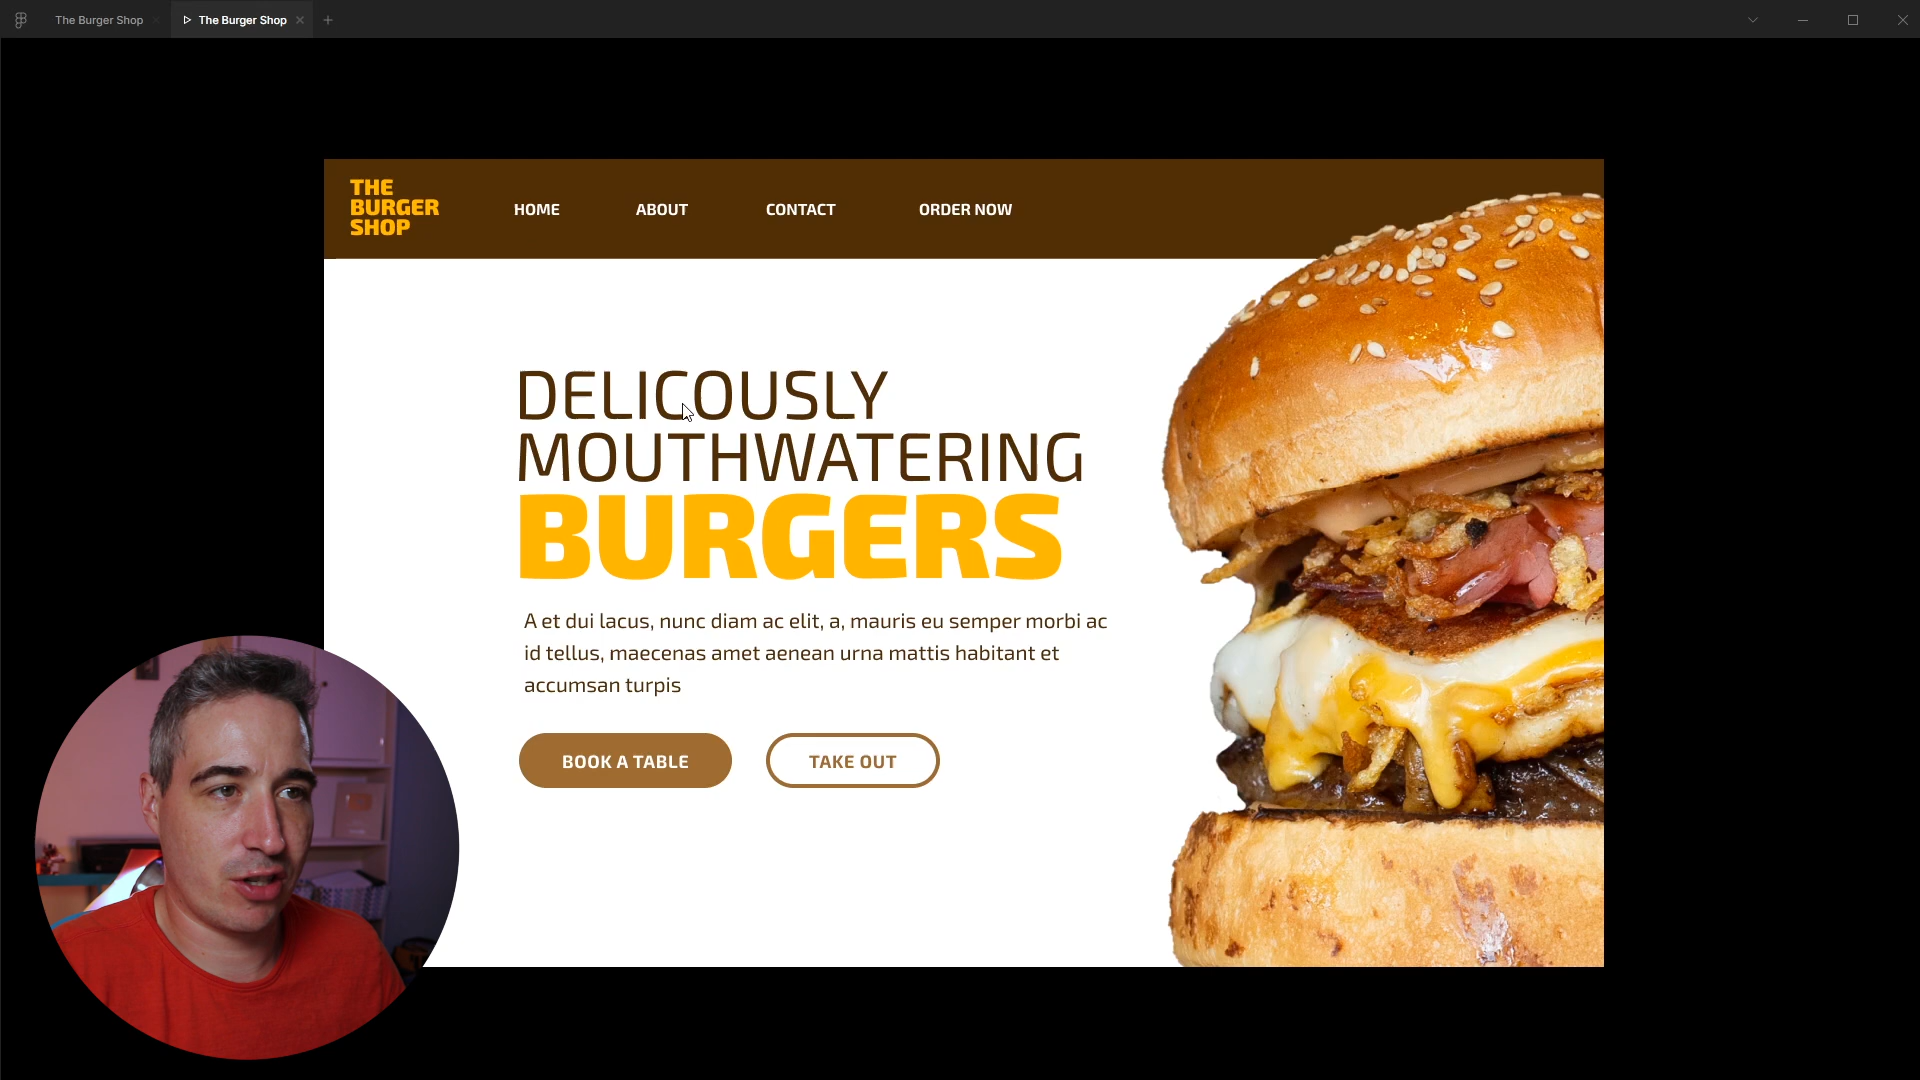 The Burger Shop
The Burger Shop
THE
BURGER
SHOP
HOME
ABOUT
CONTACT
ORDER NOW
DELICOUSLY
MOUTHWATERING
BURGERS
A et dui lacus, nunc diam ac elit, a, mauris eu semper morbi ac
id tellus, maecenas amet aenean urna mattis habitant et
accumsan turpis
BOOK A TABLE
TAKE OUT